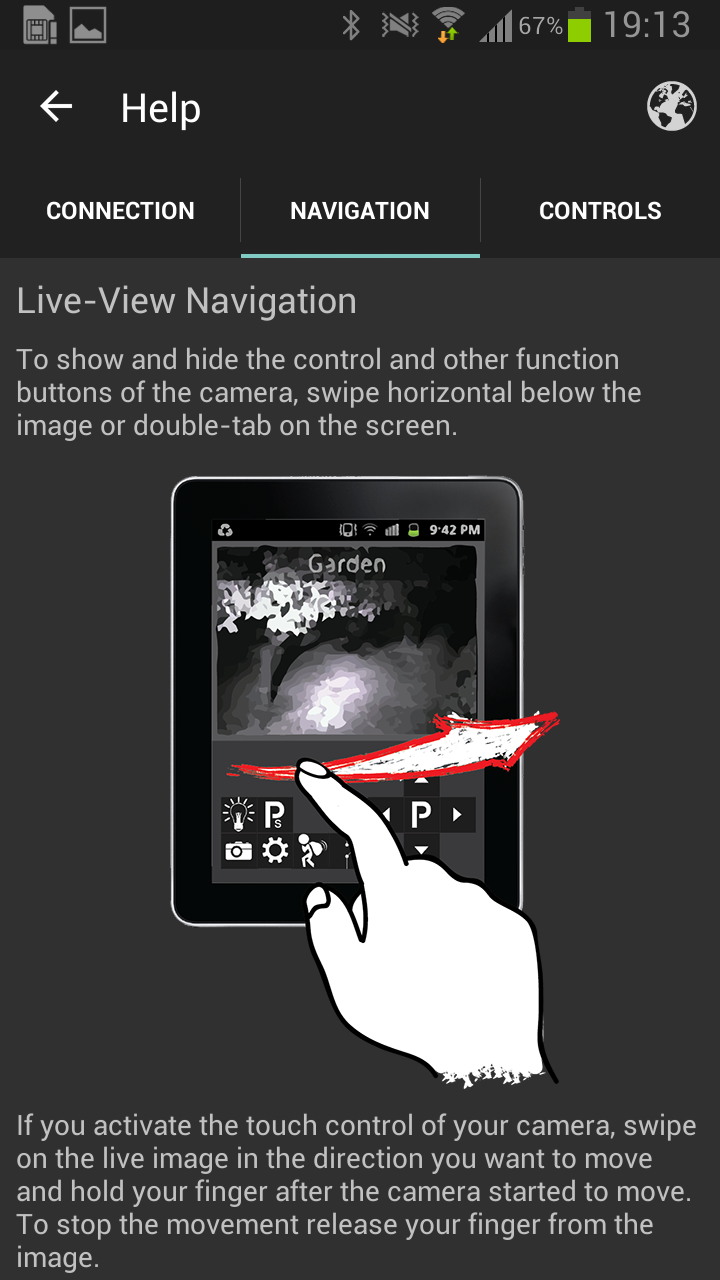 67% 19:13
Help
CONNECTION NAVIGATION CONTROLS
Live-View Navigation
To show and hide the control and other function
buttons of the camera, swipe horizontal below the
image or double-tab on the screen.
9:42 PM
Garden
Ps P
If you activate the touch control of your camera, swipe
on the live image in the direction you want to move
and hold your finger after the camera started to move.
To stop the movement release your finger from the
image.